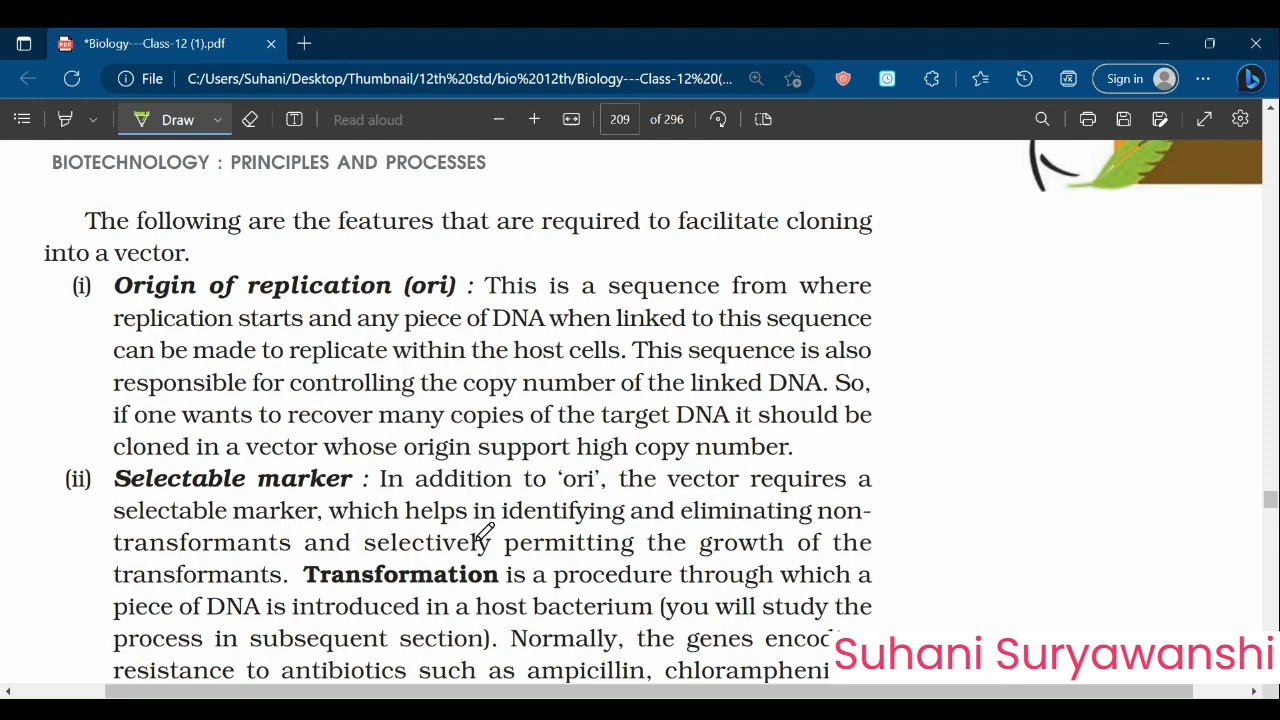 *Biology---Class-12 (1).pdf
File C:/Users/Suhani/Desktop/Thumbnail/12th%20std/bio%2012th/Biology---Class-12%20(... Sign in
Draw Read aloud 209 of 296
BIOTECHNOLOGY : PRINCIPLES AND PROCESSES
The following are the features that are required to facilitate cloning
into a vector.
(i) Origin of replication (ori) : This is a sequence from where
replication starts and any piece of DNA when linked to this sequence
can be made to replicate within the host cells. This sequence is also
responsible for controlling the copy number of the linked DNA. So,
if one wants to recover many copies of the target DNA it should be
cloned in a vector whose origin support high copy number.
(ii) Selectable marker : In addition to ‘ori’, the vector requires a
selectable marker, which helps in identifying and eliminating non-
transformants and selectively permitting the growth of the
transformants. Transformation is a procedure through which a
piece of DNA is introduced in a host bacterium (you will study the
process in subsequent section). Normally, the genes
resistance to antibiotics such as ampicillin,
Suhani Suryawanshi